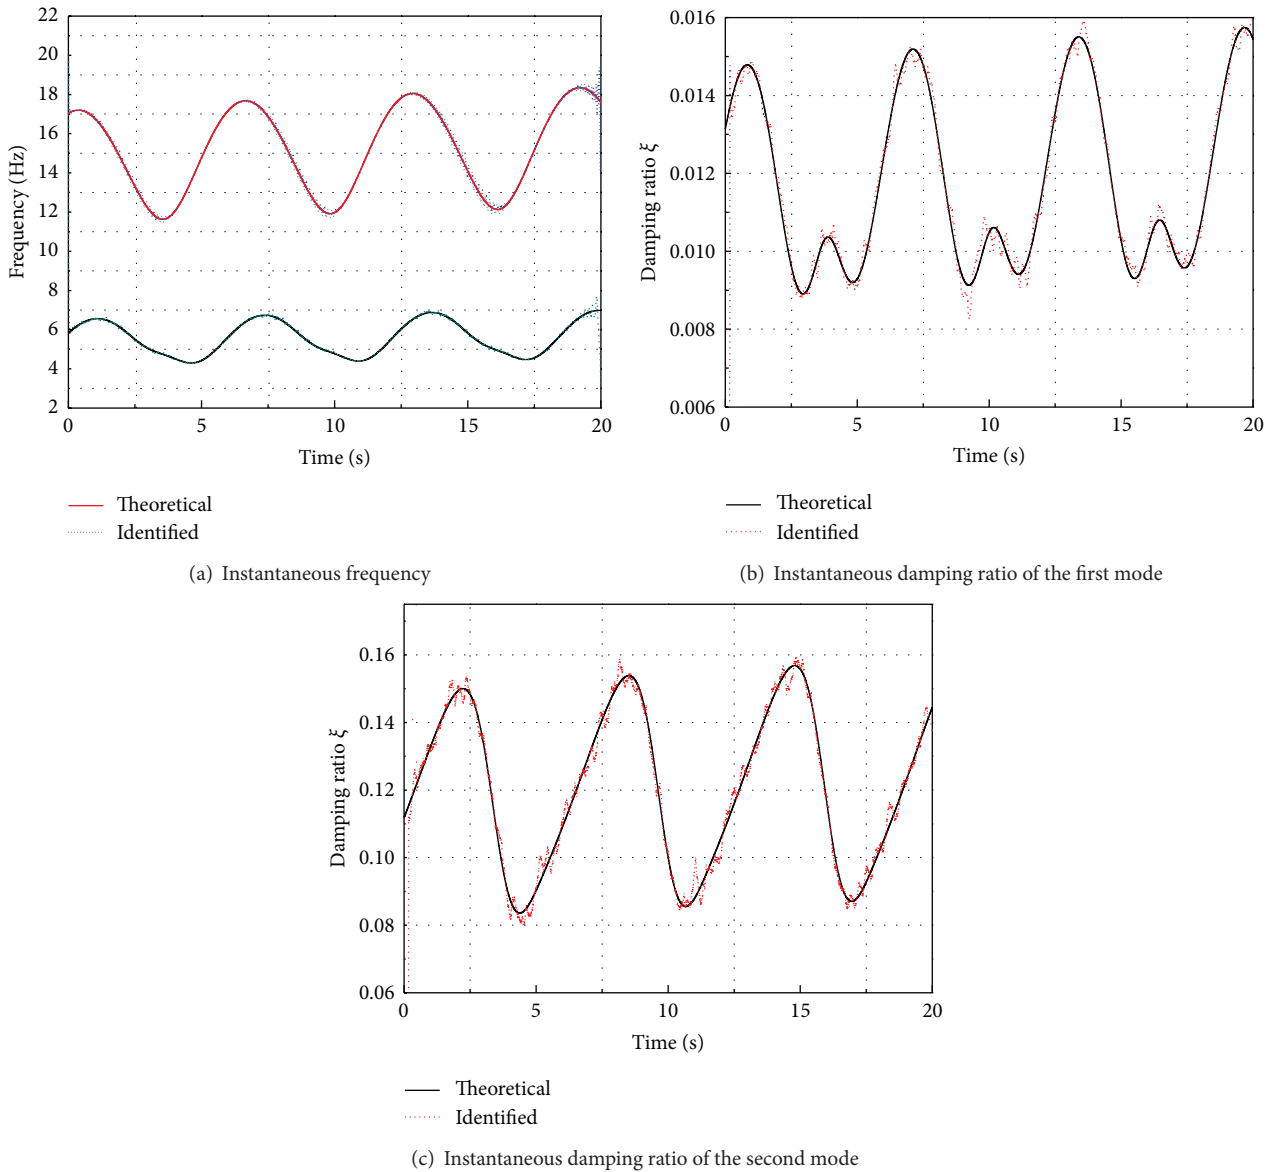 22
20
18
16
14
12
10
8
6
4
2
Frequency (Hz)
0
5
10
15
20
Time (s)
Theoretical
Identified
(a) Instantaneous frequency
0.016
0.014
0.012
0.010
0.008
0.006
Damping ratio ξ
0
5
10
15
20
Time (s)
Theoretical
Identified
(b) Instantaneous damping ratio of the first mode
0.16
0.14
0.12
0.10
0.08
0.06
Damping ratio ξ
0
5
10
15
20
Time (s)
Theoretical
Identified
(c) Instantaneous damping ratio of the second mode